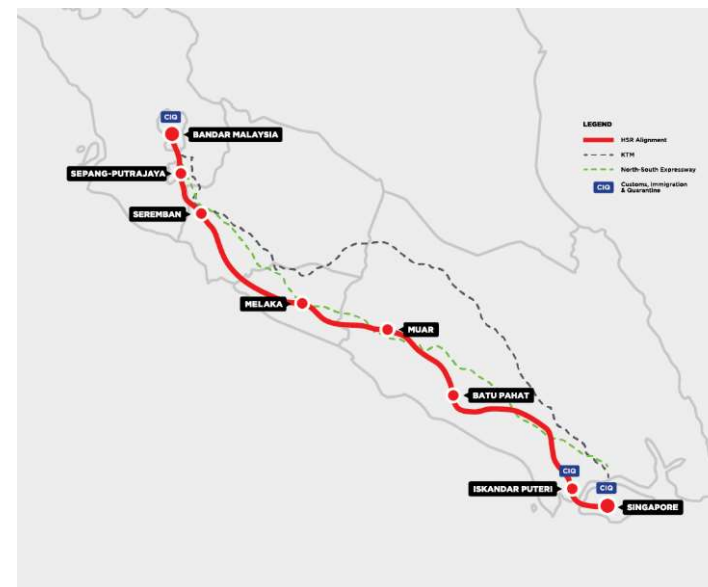 CIQ
BANDAR MALAYSIA
SEPANG-PUTRAJAYA
SEREMBAN
MELAKA
MUAR
BATU PAHAT
CIQ
ISKANDAR PUTERI
CIQ
SINGAPORE
LEGEND
HSR Alignment
KTM
North-South Expressway
CIQ
Customs, Immigration
& Quarantine